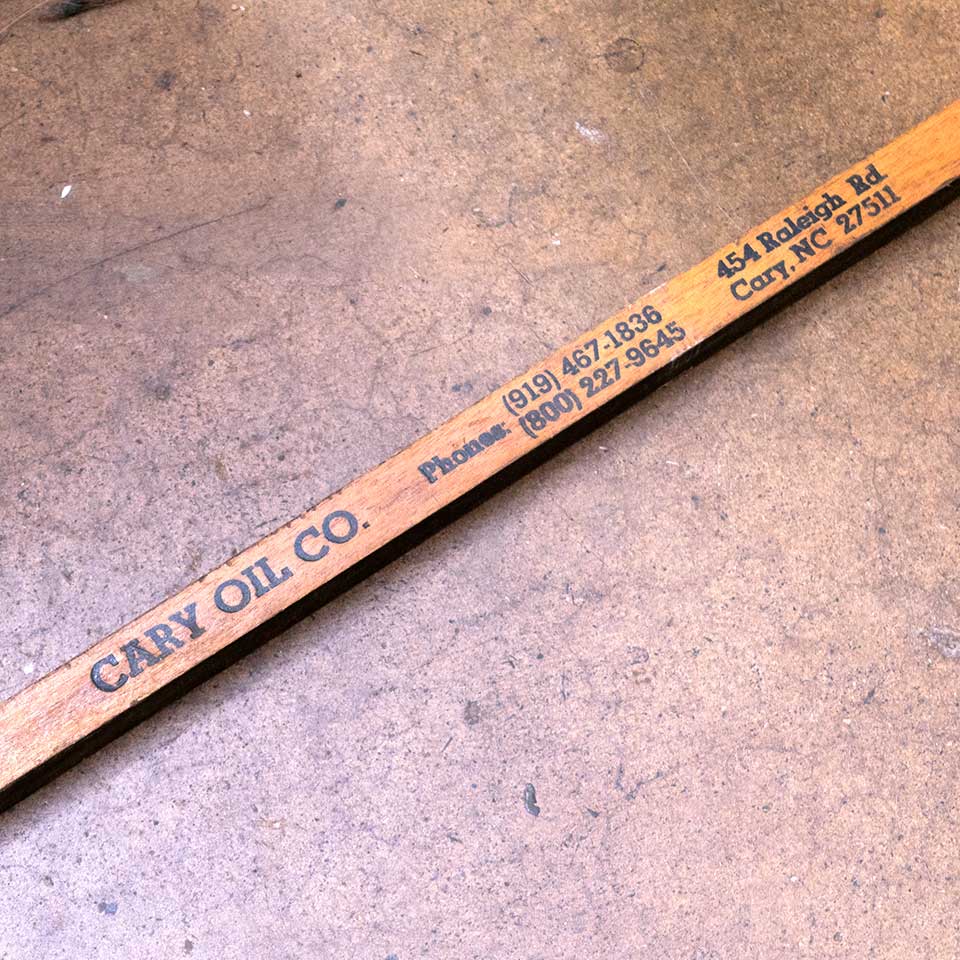 CARY OIL CO.
Phones: (919) 467-1836
(800) 227-9645
454 Raleigh Rd.
Cary, NC 27511